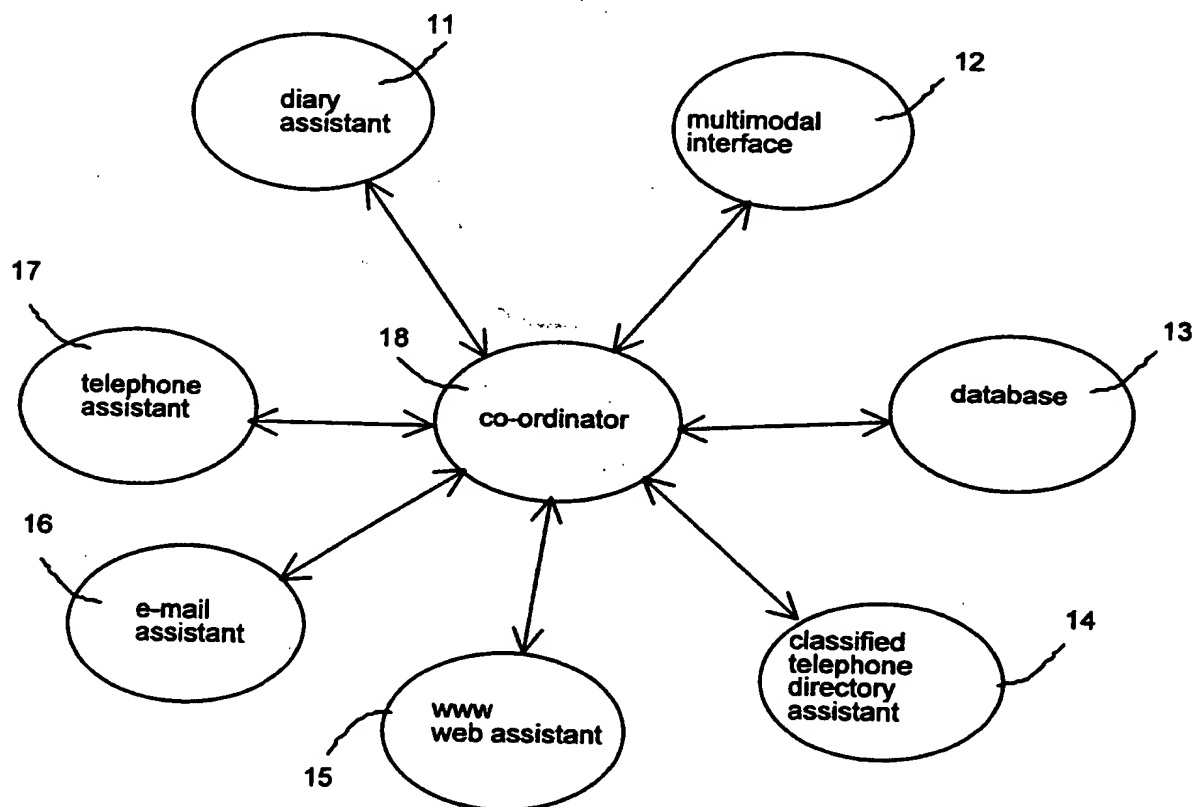 11
diary
assistant
12
multimodal
interface
17
telephone
assistant
18
co-ordinator
13
database
16
e-mail
assistant
15
www
web assistant
14
classified
telephone
directory
assistant